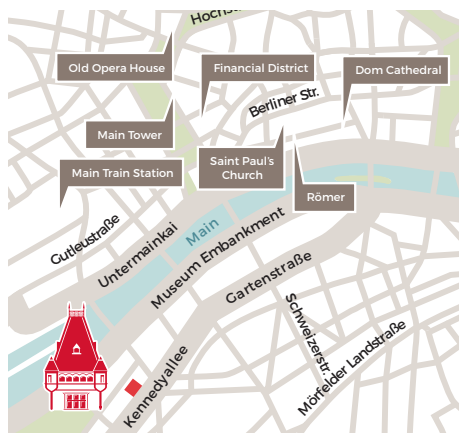 Hochst
Old Opera House
Financial District
Dom Cathedral
Berliner Str.
Main Tower
Saint Paul's
Church
Main Train Station
Römer
Gutleustraße
Untermainkai
Main
Museum Embankment
Gartenstraße
Schweizerstr.
Kennedyallee
Mörfelder Landstraße